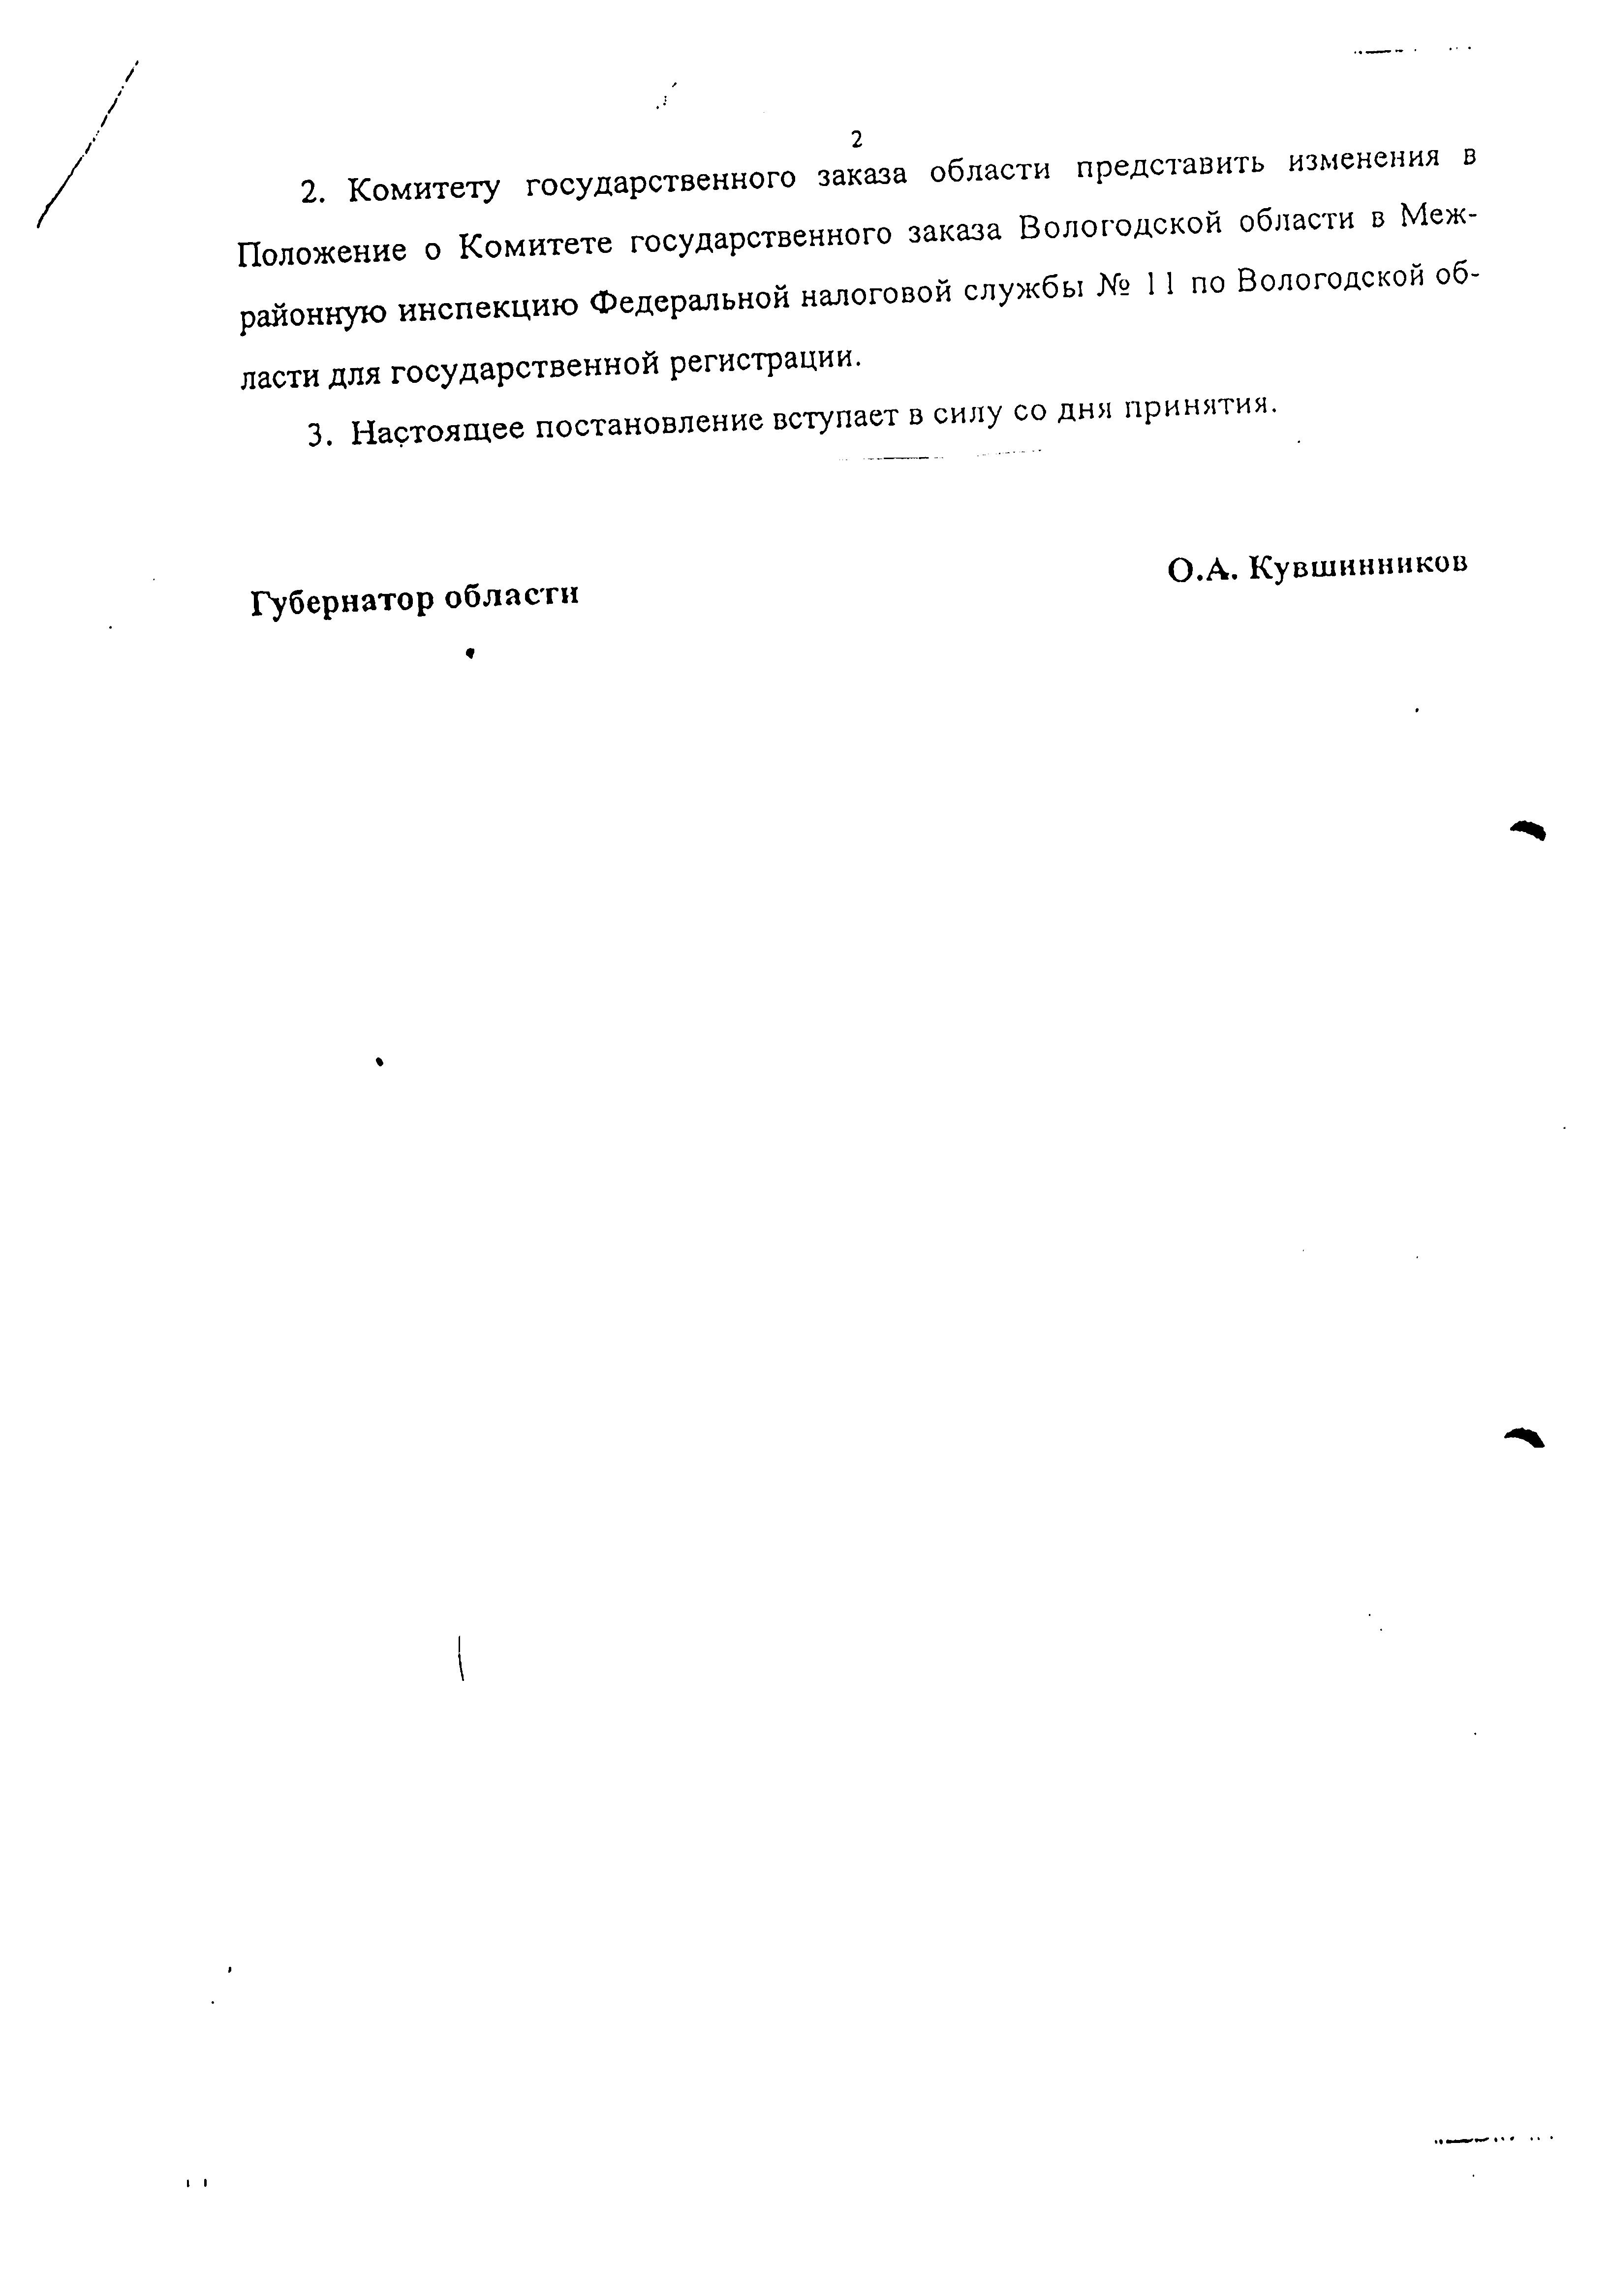 2
2. Комитету государственного заказа области представить изменения в
Положение о Комитете государственного заказа Вологодской области в Меж-
районную инспекцию Федеральной налоговой службы № 11 по Вологодской об-
ласти для государственной регистрации.
3. Настоящее постановление вступает в силу со дня принятия.
Губернатор области О.А. Кувшинников